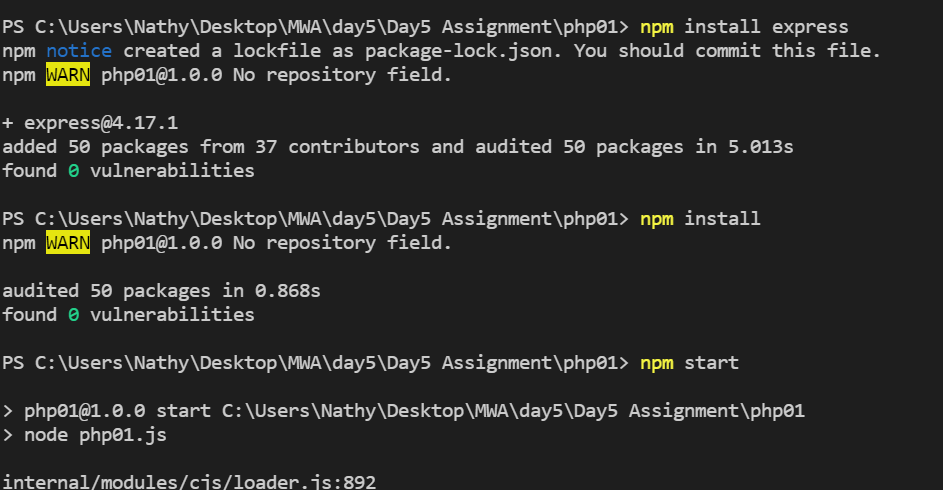 PS C:\Users\Nathy\Desktop\MWA\day5\Day5 Assignment\php01> npm install express
npm notice created a lockfile as package-lock.json. You should commit this file.
npm WARN php01@1.0.0 No repository field.
+ express@4.17.1
added 50 packages from 37 contributors and audited 50 packages in 5.013s
found 0 vulnerabilities
PS C:\Users\Nathy\Desktop\MWA\day5\Day5 Assignment\php01> npm install
npm WARN php01@1.0.0 No repository field.
audited 50 packages in 0.868s
found 0 vulnerabilities
PS C:\Users\Nathy\Desktop\MWA\day5\Day5 Assignment\php01> npm start
> php01@1.0.0 start C:\Users\Nathy\Desktop\MWA\day5\Day5 Assignment\php01
> node php01.js
internal/modules/cjs/loader.js:892